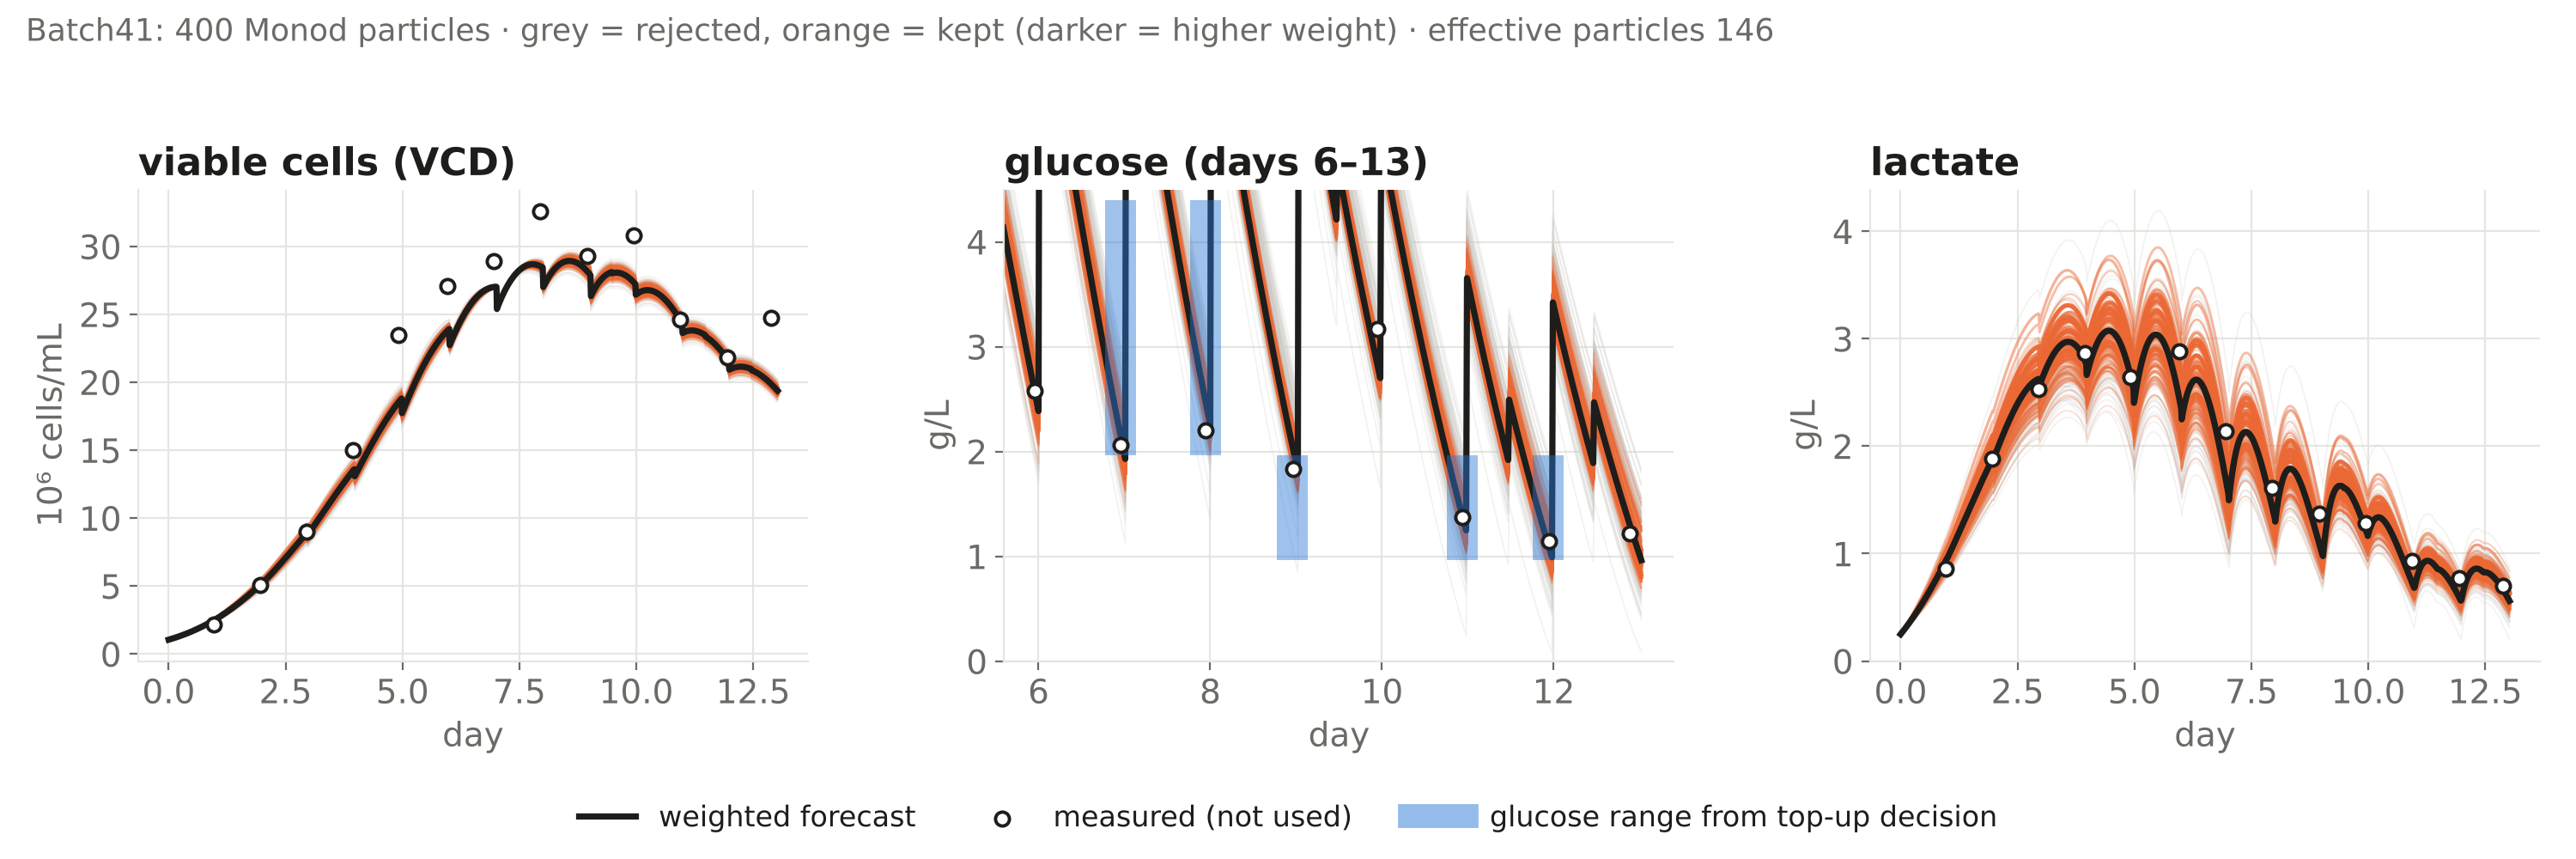 Batch41: 400 Monod particles · grey = rejected, orange = kept (darker = higher weight) · effective particles 146
viable cells (VCD)
10⁶ cells/mL
30
25
20
15
10
5
0
0.0 2.5 5.0 7.5 10.0 12.5
day
glucose (days 6–13)
g/L
4
3
2
1
0
6 8 10 12
day
lactate
g/L
4
3
2
1
0
0.0 2.5 5.0 7.5 10.0 12.5
day
weighted forecast
measured (not used)
glucose range from top-up decision